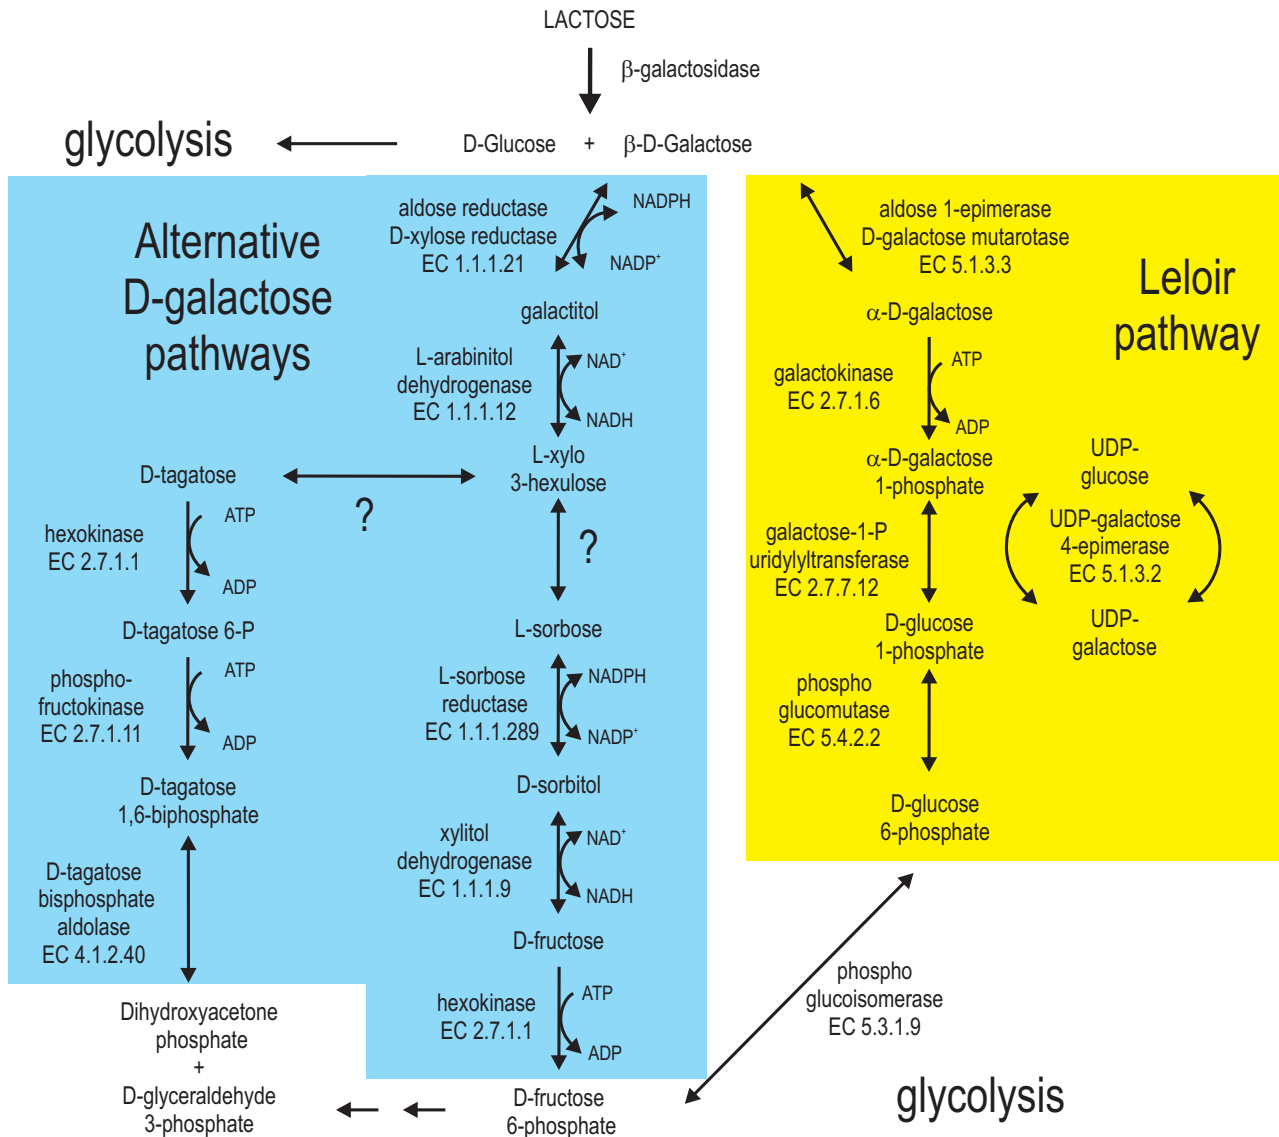 LACTOSE
β-galactosidase
glycolysis
D-Glucose + β-D-Galactose
Alternative
D-galactose
pathways
aldose reductase
D-xylose reductase
EC 1.1.1.21
NADPH
NADP⁺
galactitol
L-arabinitol
dehydrogenase
EC 1.1.1.12
NAD⁺
NADH
L-xylo
3-hexulose
D-tagatose
?
?
hexokinase
EC 2.7.1.1
ATP
ADP
D-tagatose 6-P
phospho-
fructokinase
EC 2.7.1.11
ATP
ADP
D-tagatose
1,6-biphosphate
D-tagatose
bisphosphate
aldolase
EC 4.1.2.40
Dihydroxyacetone
phosphate
+
D-glyceraldehyde
3-phosphate
L-sorbose
L-sorbose
reductase
EC 1.1.1.289
NADPH
NADP⁺
D-sorbitol
xylitol
dehydrogenase
EC 1.1.1.9
NAD⁺
NADH
D-fructose
hexokinase
EC 2.7.1.1
ATP
ADP
D-fructose
6-phosphate
aldose 1-epimerase
D-galactose mutarotase
EC 5.1.3.3
Leloir
pathway
α-D-galactose
galactokinase
EC 2.7.1.6
ATP
ADP
α-D-galactose
1-phosphate
galactose-1-P
uridylyltransferase
EC 2.7.7.12
UDP-
glucose
UDP-galactose
4-epimerase
EC 5.1.3.2
UDP-
galactose
D-glucose
1-phosphate
phospho
glucomutase
EC 5.4.2.2
D-glucose
6-phosphate
phospho
glucoisomerase
EC 5.3.1.9
glycolysis